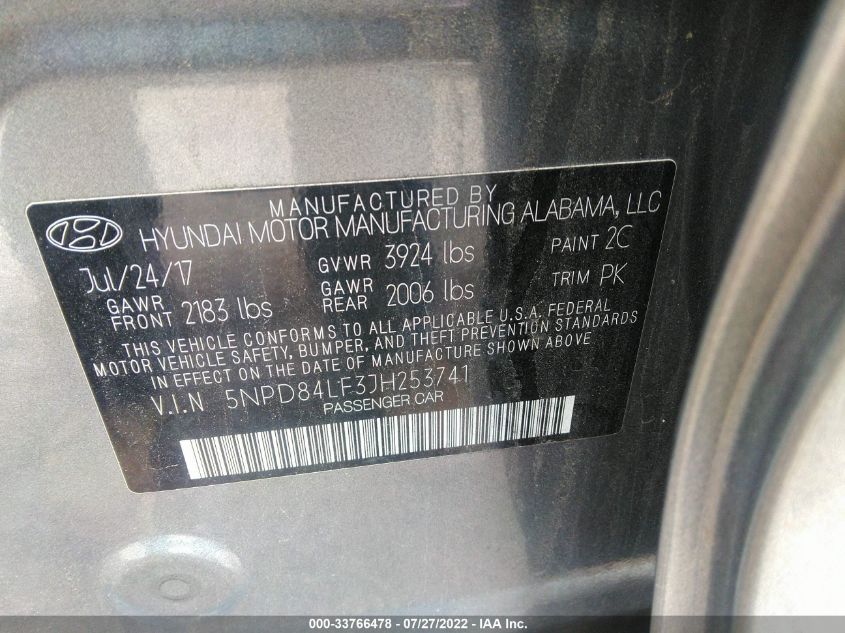 MANUFACTURED BY
HYUNDAI MOTOR MANUFACTURING ALABAMA, LLC
Jul/24/17 GVWR 3924 lbs PAINT 2C
GAWR FRONT 2183 lbs GAWR REAR 2006 lbs TRIM PK
THIS VEHICLE CONFORMS TO ALL APPLICABLE U.S.A. FEDERAL
MOTOR VEHICLE SAFETY, BUMPER, AND THEFT PREVENTION STANDARDS
IN EFFECT ON THE DATE OF MANUFACTURE SHOWN ABOVE.
V.I.N 5NPD84LF3JH253741
PASSENGER CAR
000-33766478 - 07/27/2022 - IAA Inc.